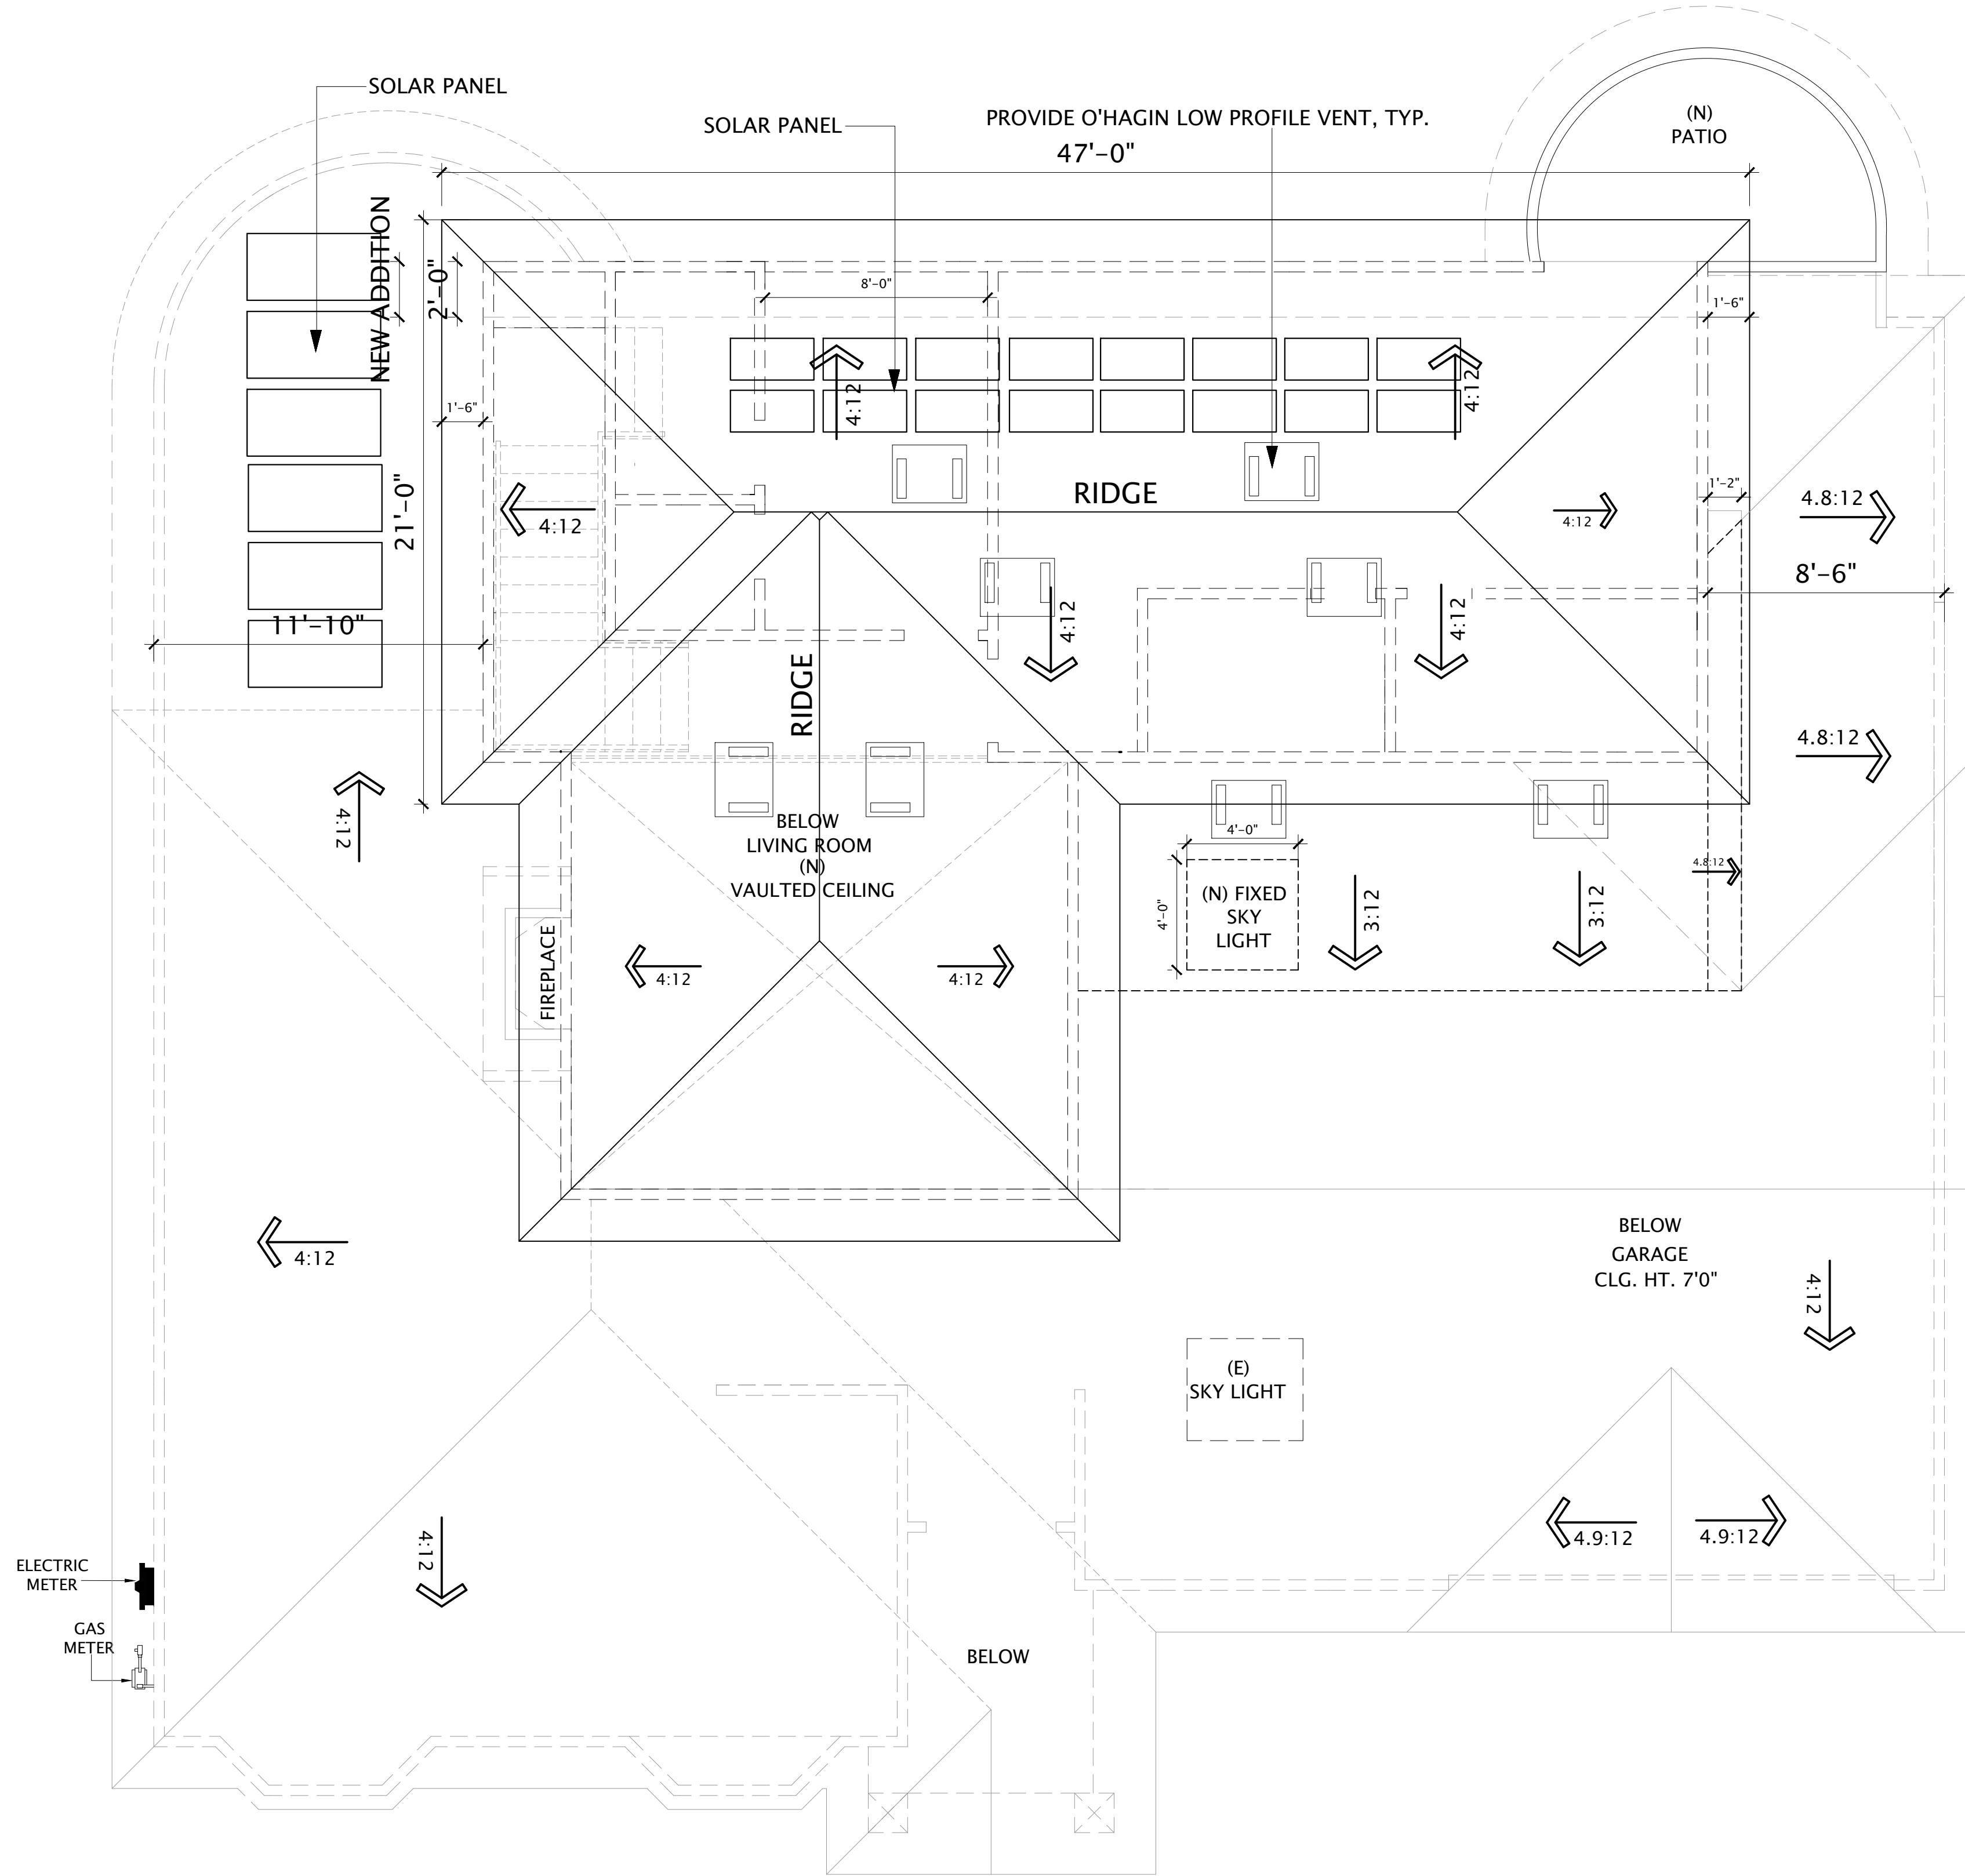 SOLAR PANEL
SOLAR PANEL
PROVIDE O'HAGIN LOW PROFILE VENT, TYP.
(N)
PATIO
47'-0"
NEW ADDITION
2'-0"
8'-0"
1'-6"
1'-6"
4:12
4:12
21'-0"
RIDGE
1'-2"
4:12
4:12
4.8:12
8'-6"
11'-10"
4:12
4:12
RIDGE
4.8:12
4:12
BELOW
LIVING ROOM
(N)
VAULTED CEILING
4'-0"
4'-0"
(N) FIXED
SKY
LIGHT
3:12
3:12
4.8:12
FIREPLACE
4:12
4:12
4:12
BELOW
GARAGE
CLG. HT. 7'0"
4:12
(E)
SKY LIGHT
4:12
4.9:12
4.9:12
ELECTRIC
METER
GAS
METER
BELOW